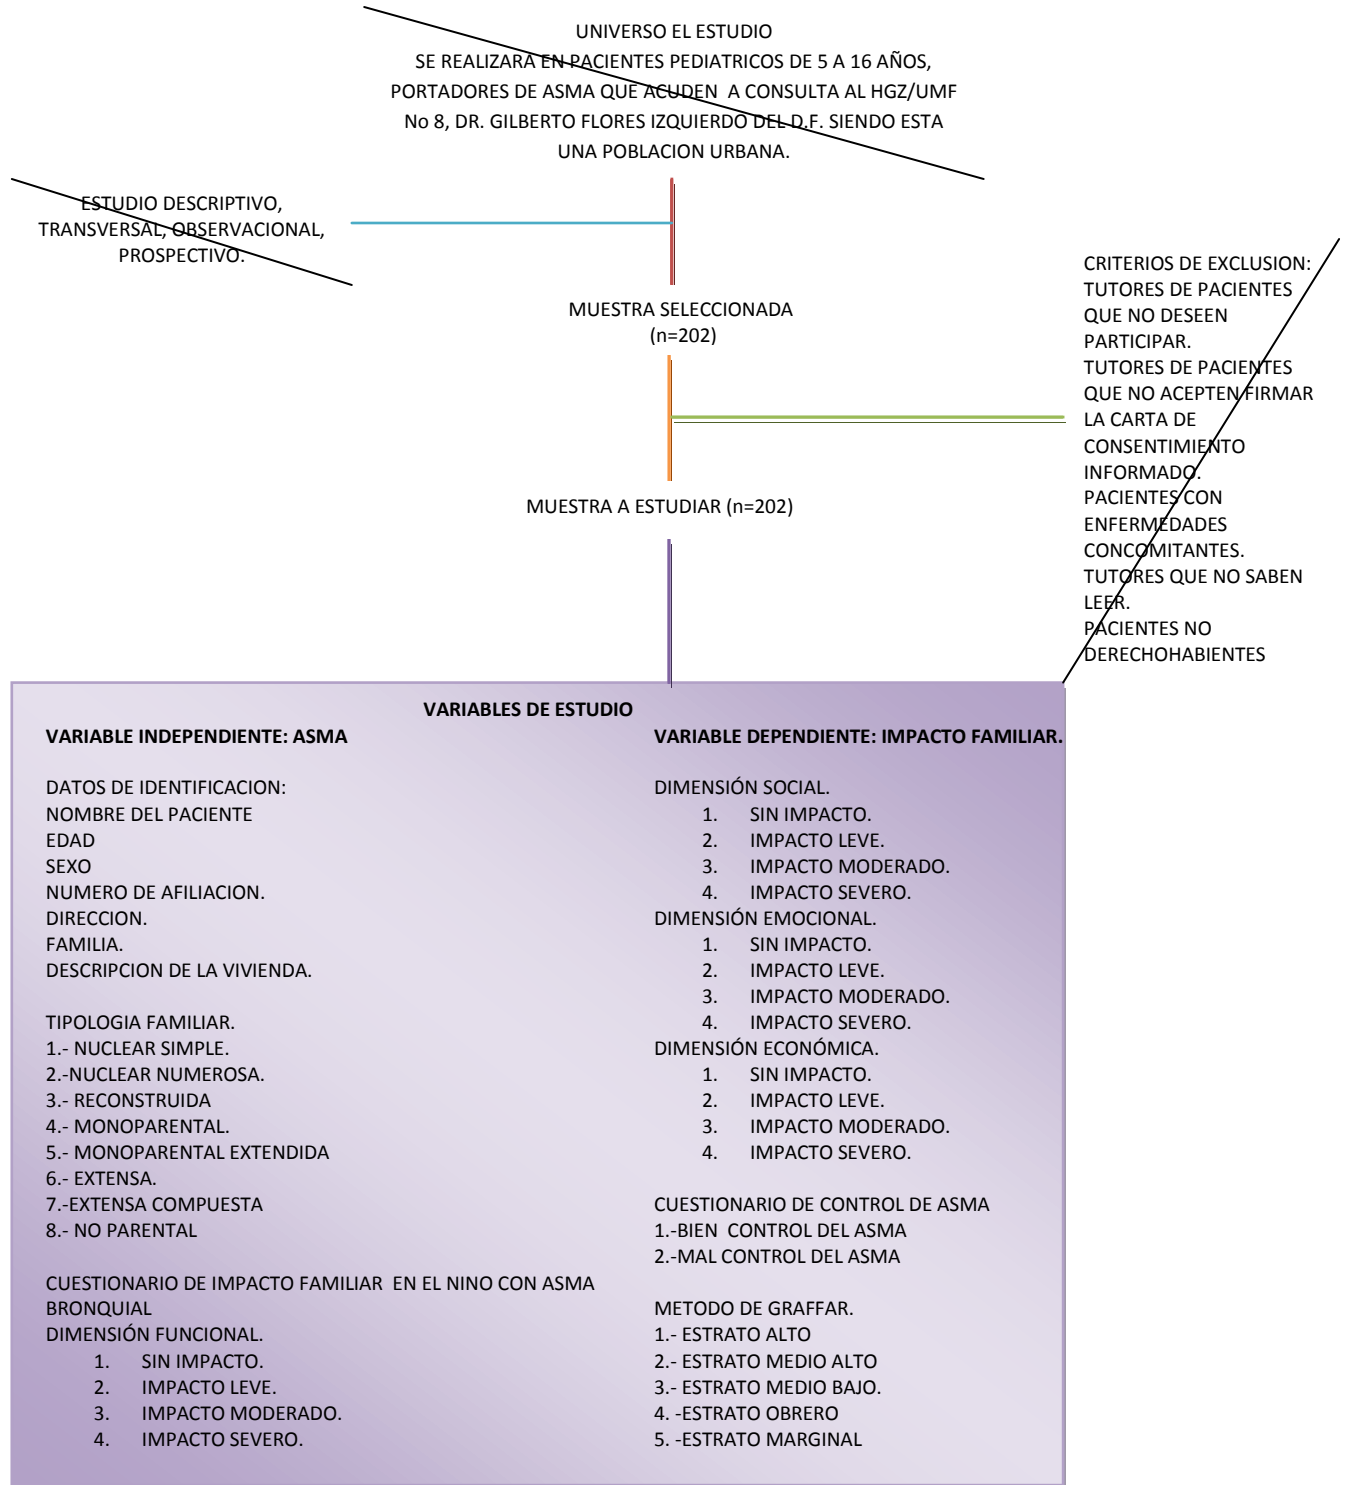 UNIVERSO EL ESTUDIO
SE REALIZARA EN PACIENTES PEDIATRICOS DE 5 A 16 AÑOS,
PORTADORES DE ASMA QUE ACUDEN A CONSULTA AL HGZ/UMF
No 8, DR. GILBERTO FLORES IZQUIERDO DEL D.F. SIENDO ESTA
UNA POBLACION URBANA.
ESTUDIO DESCRIPTIVO,
TRANSVERSAL, OBSERVACIONAL,
PROSPECTIVO.
MUESTRA SELECCIONADA
(n=202)
CRITERIOS DE EXCLUSION:
TUTORES DE PACIENTES
QUE NO DESEEN
PARTICIPAR.
TUTORES DE PACIENTES
QUE NO ACEPTEN FIRMAR
LA CARTA DE
CONSENTIMIENTO
INFORMADO.
PACIENTES CON
ENFERMEDADES
CONCOMITANTES.
TUTORES QUE NO SABEN
LEER.
PACIENTES NO
DERECHOHABIENTES
MUESTRA A ESTUDIAR (n=202)
VARIABLES DE ESTUDIO
VARIABLE INDEPENDIENTE: ASMA
DATOS DE IDENTIFICACION:
NOMBRE DEL PACIENTE
EDAD
SEXO
NUMERO DE AFILIACION.
DIRECCION.
FAMILIA.
DESCRIPCION DE LA VIVIENDA.
TIPOLOGIA FAMILIAR.
1.- NUCLEAR SIMPLE.
2.-NUCLEAR NUMEROSA.
3.- RECONSTRUIDA
4.- MONOPARENTAL.
5.- MONOPARENTAL EXTENDIDA
6.- EXTENSA.
7.-EXTENSA COMPUESTA
8.- NO PARENTAL
CUESTIONARIO DE IMPACTO FAMILIAR EN EL NINO CON ASMA
BRONQUIAL
DIMENSIÓN FUNCIONAL.
1. SIN IMPACTO.
2. IMPACTO LEVE.
3. IMPACTO MODERADO.
4. IMPACTO SEVERO.
VARIABLE DEPENDIENTE: IMPACTO FAMILIAR.
DIMENSIÓN SOCIAL.
1. SIN IMPACTO.
2. IMPACTO LEVE.
3. IMPACTO MODERADO.
4. IMPACTO SEVERO.
DIMENSIÓN EMOCIONAL.
1. SIN IMPACTO.
2. IMPACTO LEVE.
3. IMPACTO MODERADO.
4. IMPACTO SEVERO.
DIMENSIÓN ECONÓMICA.
1. SIN IMPACTO.
2. IMPACTO LEVE.
3. IMPACTO MODERADO.
4. IMPACTO SEVERO.
CUESTIONARIO DE CONTROL DE ASMA
1.-BIEN CONTROL DEL ASMA
2.-MAL CONTROL DEL ASMA
METODO DE GRAFFAR.
1.- ESTRATO ALTO
2.- ESTRATO MEDIO ALTO
3.- ESTRATO MEDIO BAJO.
4. -ESTRATO OBRERO
5. -ESTRATO MARGINAL